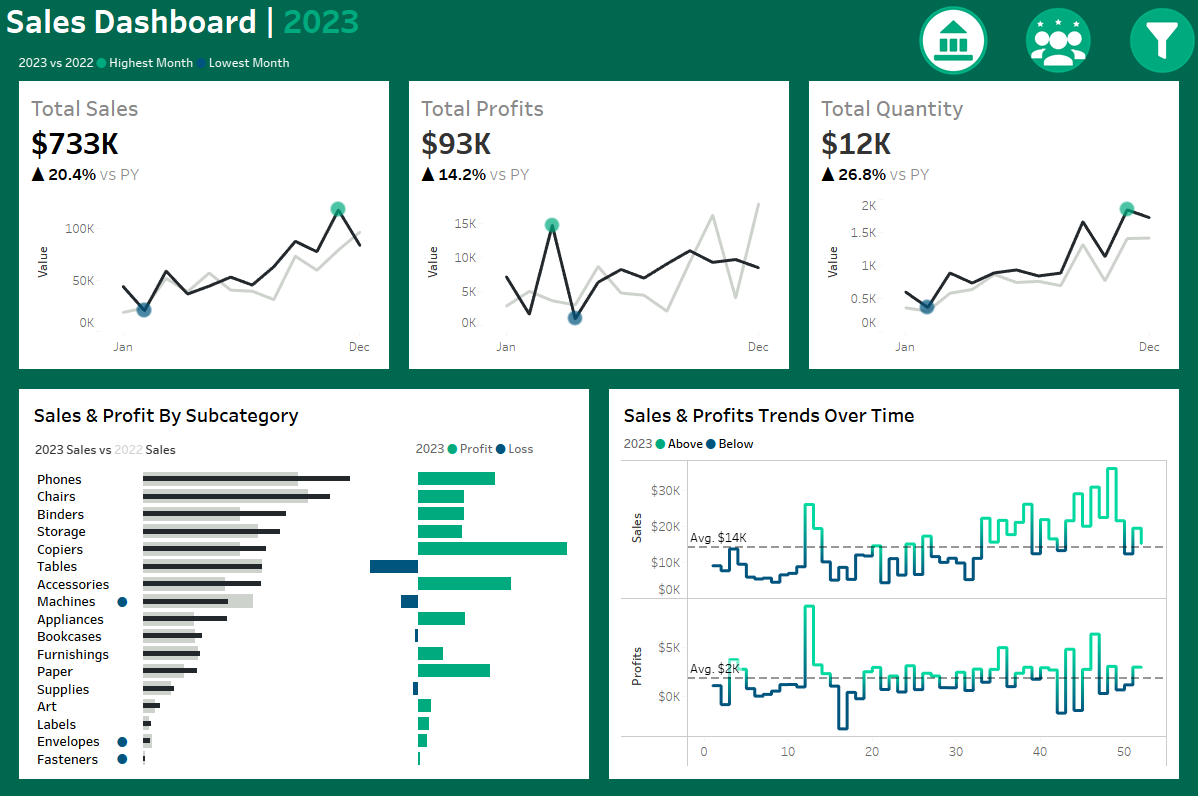 Sales Dashboard | 2023
2023 vs 2022 Highest Month Lowest Month
Total Sales
$733K
▲ 20.4% vs PY
Value
100K
50K
0K
Jan Dec
Total Profits
$93K
▲ 14.2% vs PY
Value
15K
10K
5K
0K
Jan Dec
Total Quantity
$12K
▲ 26.8% vs PY
Value
2K
1.5K
1K
0.5K
0K
Jan Dec
Sales & Profit By Subcategory
2023 Sales vs 2022 Sales
2023 Profit Loss
Phones
Chairs
Binders
Storage
Copiers
Tables
Accessories
Machines
Appliances
Bookcases
Furnishings
Paper
Supplies
Art
Labels
Envelopes
Fasteners
Sales & Profits Trends Over Time
2023 Above Below
Sales
$30K
$20K
Avg. $14K
$10K
$0K
Profits
$5K
Avg. $2K
$0K
0 10 20 30 40 50